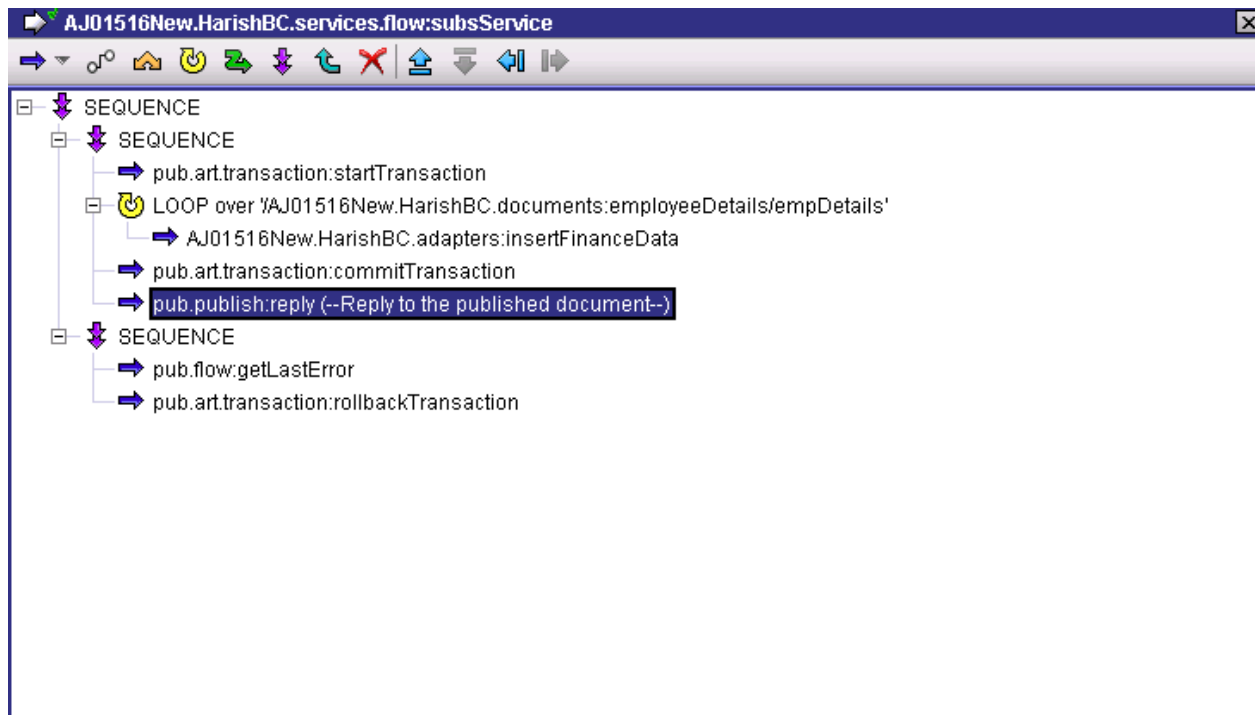 AJ01516New.HarishBC.services.flow:subsService
SEQUENCE
SEQUENCE
pub.art.transaction:startTransaction
LOOP over '/AJ01516New.HarishBC.documents:employeeDetails/empDetails'
AJ01516New.HarishBC.adapters:insertFinanceData
pub.art.transaction:commitTransaction
pub.publish:reply (--Reply to the published document--)
SEQUENCE
pub.flow:getLastError
pub.art.transaction:rollbackTransaction